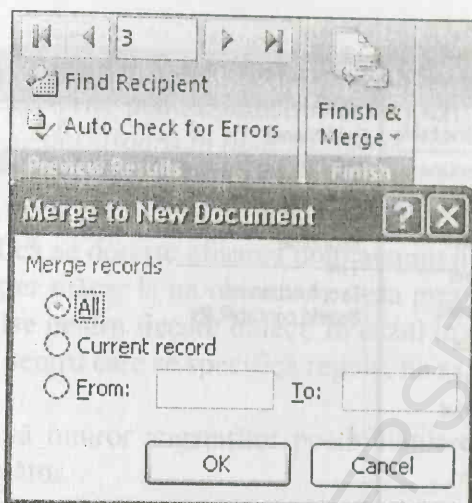 3
Find Recipient
Auto Check for Errors
Preview Results
Finish &
Merge
Finish
Merge to New Document
Merge records
All
Current record
From: To:
OK Cancel